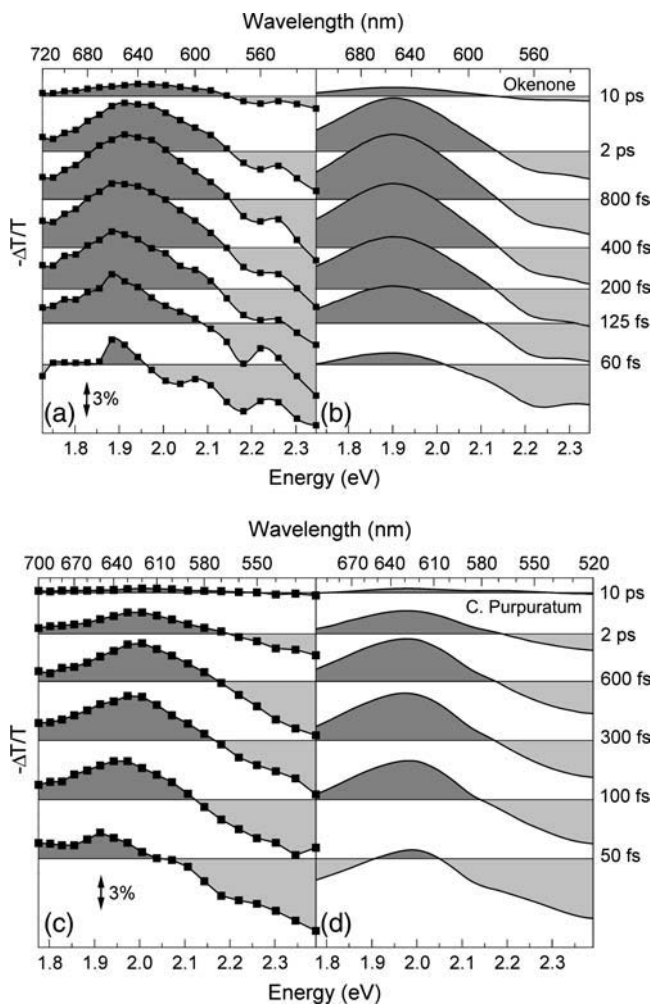 Wavelength (nm)
720 680 640 600 560
680 640 600 560
Okenone
10 ps
2 ps
800 fs
400 fs
200 fs
125 fs
60 fs
-ΔT/T
3%
(a)
(b)
1.8 1.9 2.0 2.1 2.2 2.3
1.8 1.9 2.0 2.1 2.2 2.3
Energy (eV)
Wavelength (nm)
700 670 640 610 580 550
670 640 610 580 550 520
C. Purpuratum
10 ps
2 ps
600 fs
300 fs
100 fs
50 fs
-ΔT/T
3%
(c)
(d)
1.8 1.9 2.0 2.1 2.2 2.3
1.8 1.9 2.0 2.1 2.2 2.3
Energy (eV)